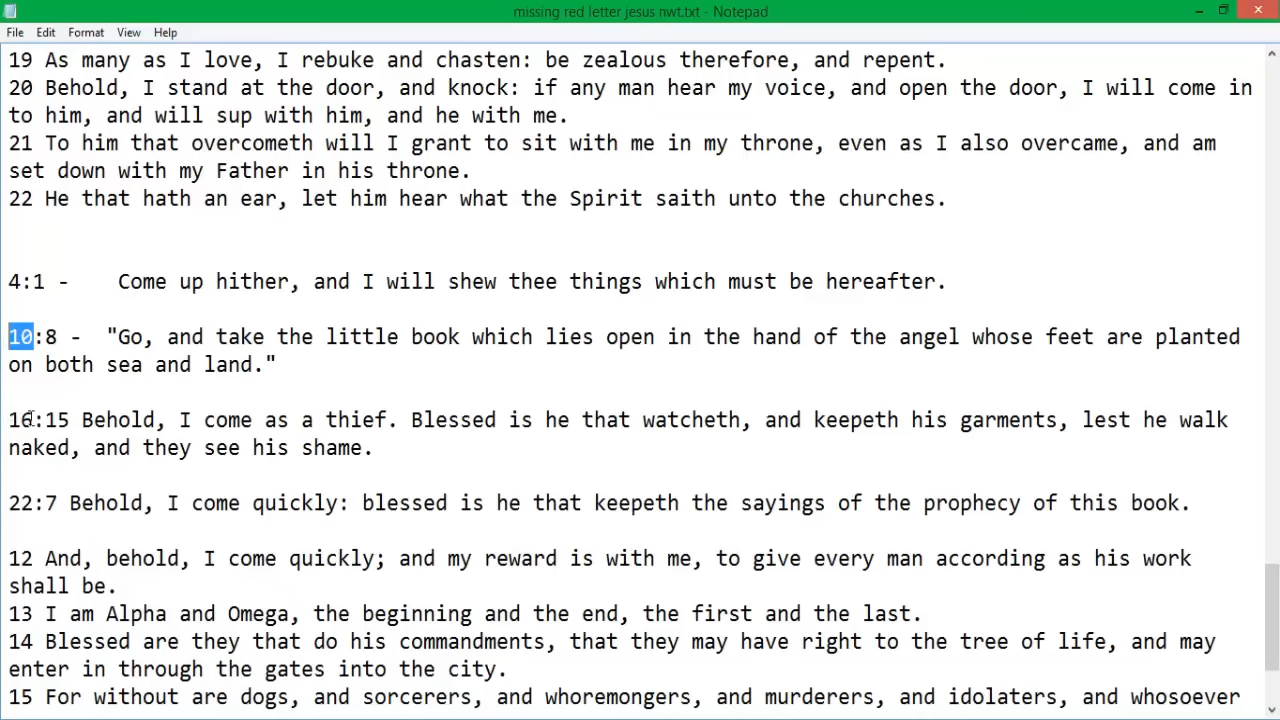 missing red letter jesus nwt.txt - Notepad
File Edit Format View Help
19 As many as I love, I rebuke and chasten: be zealous therefore, and repent.
20 Behold, I stand at the door, and knock: if any man hear my voice, and open the door, I will come in
to him, and will sup with him, and he with me.
21 To him that overcometh will I grant to sit with me in my throne, even as I also overcame, and am
set down with my Father in his throne.
22 He that hath an ear, let him hear what the Spirit saith unto the churches.
4:1 - Come up hither, and I will shew thee things which must be hereafter.
10:8 - "Go, and take the little book which lies open in the hand of the angel whose feet are planted
on both sea and land."
16:15 Behold, I come as a thief. Blessed is he that watcheth, and keepeth his garments, lest he walk
naked, and they see his shame.
22:7 Behold, I come quickly: blessed is he that keepeth the sayings of the prophecy of this book.
12 And, behold, I come quickly; and my reward is with me, to give every man according as his work
shall be.
13 I am Alpha and Omega, the beginning and the end, the first and the last.
14 Blessed are they that do his commandments, that they may have right to the tree of life, and may
enter in through the gates into the city.
15 For without are dogs, and sorcerers, and whoremongers, and murderers, and idolaters, and whosoever